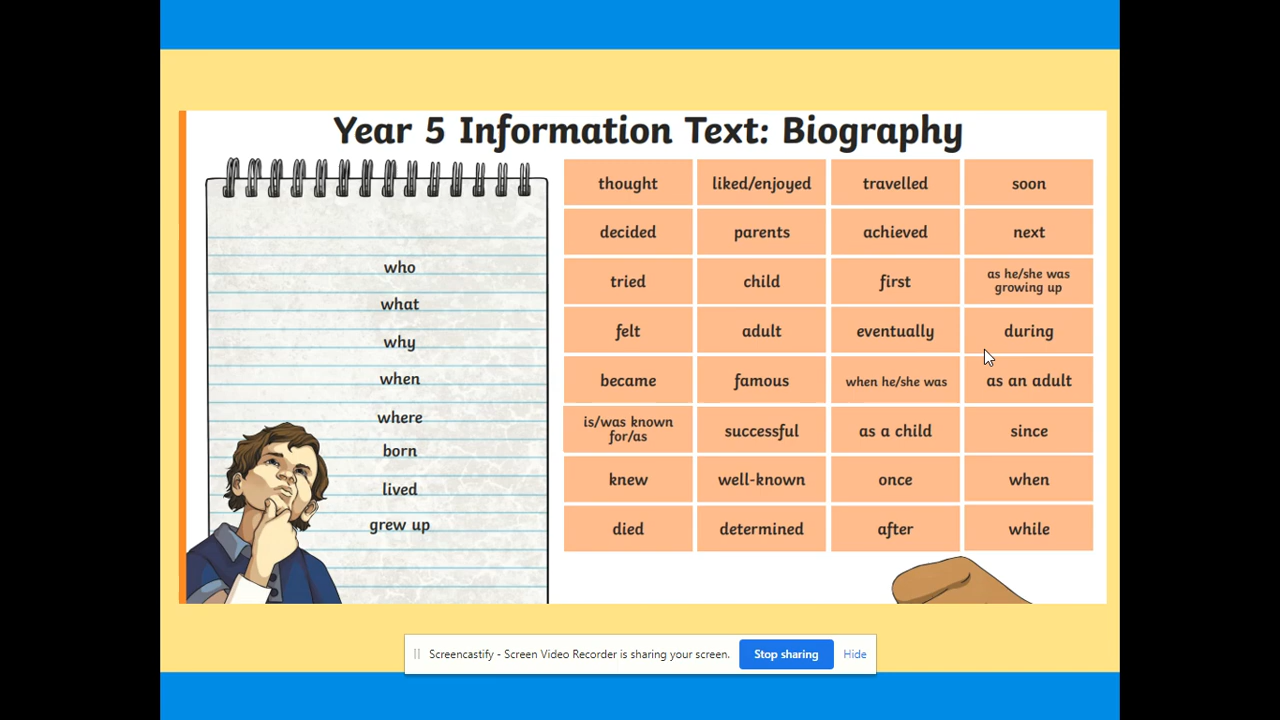 Year 5 Information Text: Biography
who
what
why
when
where
born
lived
grew up
thought
liked/enjoyed
travelled
soon
decided
parents
achieved
next
tried
child
first
as he/she was
growing up
felt
adult
eventually
during
became
famous
when he/she was
as an adult
is/was known
for/as
successful
as a child
since
knew
well-known
once
when
died
determined
after
while
Screencastify - Screen Video Recorder is sharing your screen.
Stop sharing
Hide